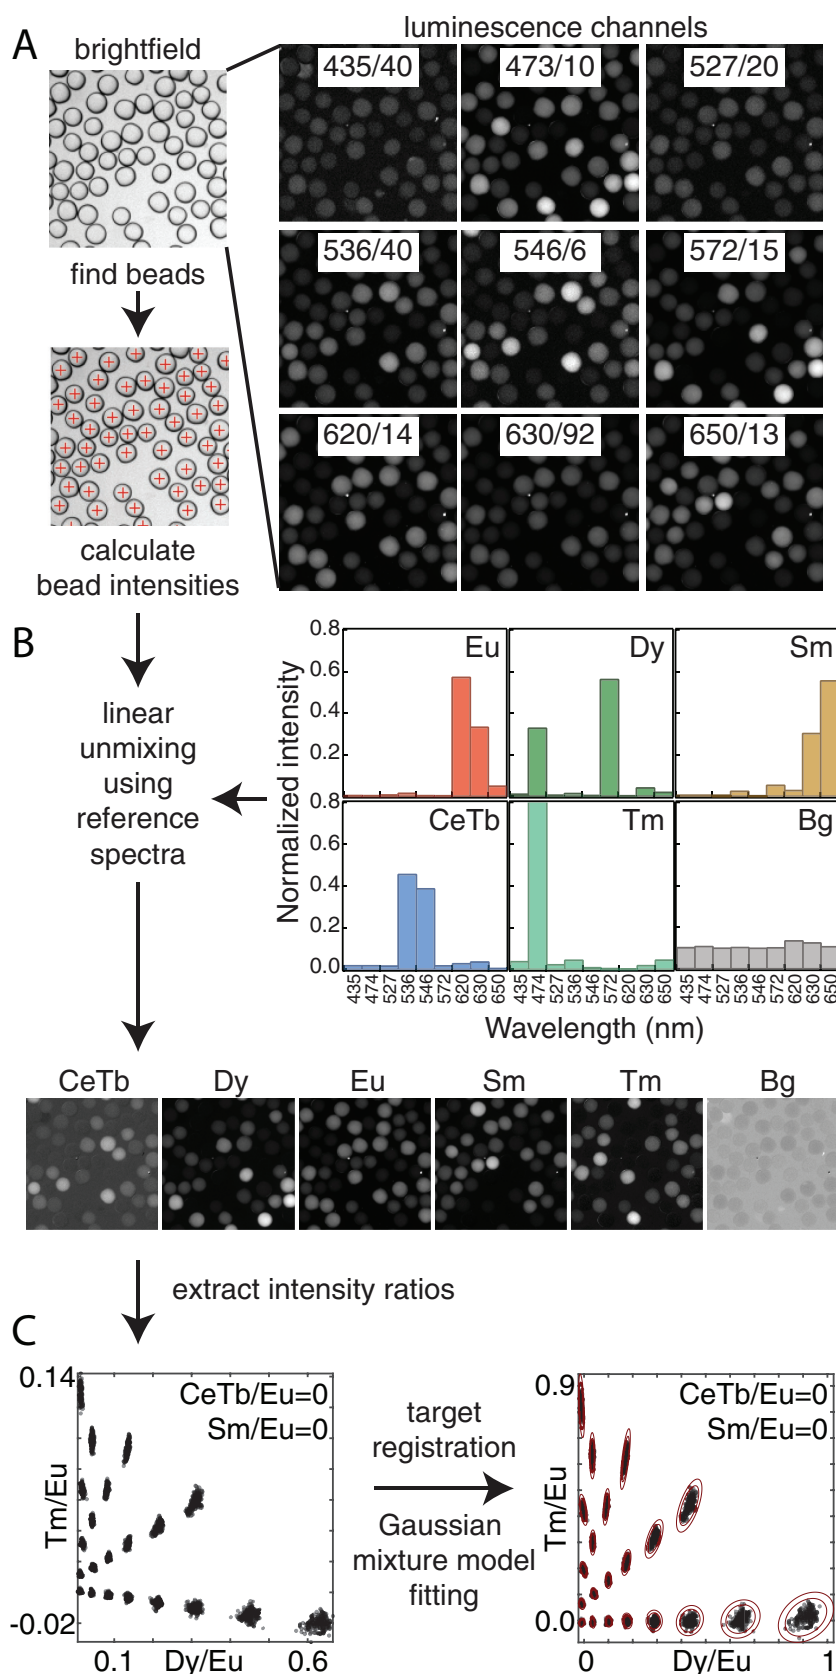 A
brightfield
luminescence channels
435/40
473/10
527/20
536/40
546/6
572/15
620/14
630/92
650/13
find beads
calculate
bead intensities
B
linear
unmixing
using
reference
spectra
Normalized intensity
0.8
0.6
0.4
0.2
0.0
Eu
Dy
Sm
0.8
0.6
0.4
0.2
0.0
CeTb
Tm
Bg
435
474
527
536
546
572
620
630
650
435
474
527
536
546
572
620
630
650
435
474
527
536
546
572
620
630
650
Wavelength (nm)
CeTb
Dy
Eu
Sm
Tm
Bg
extract intensity ratios
C
0.14
CeTb/Eu=0
Sm/Eu=0
Tm/Eu
-0.02
0.1
Dy/Eu
0.6
target
registration
Gaussian
mixture model
fitting
0.9
CeTb/Eu=0
Sm/Eu=0
Tm/Eu
0.0
0
Dy/Eu
1